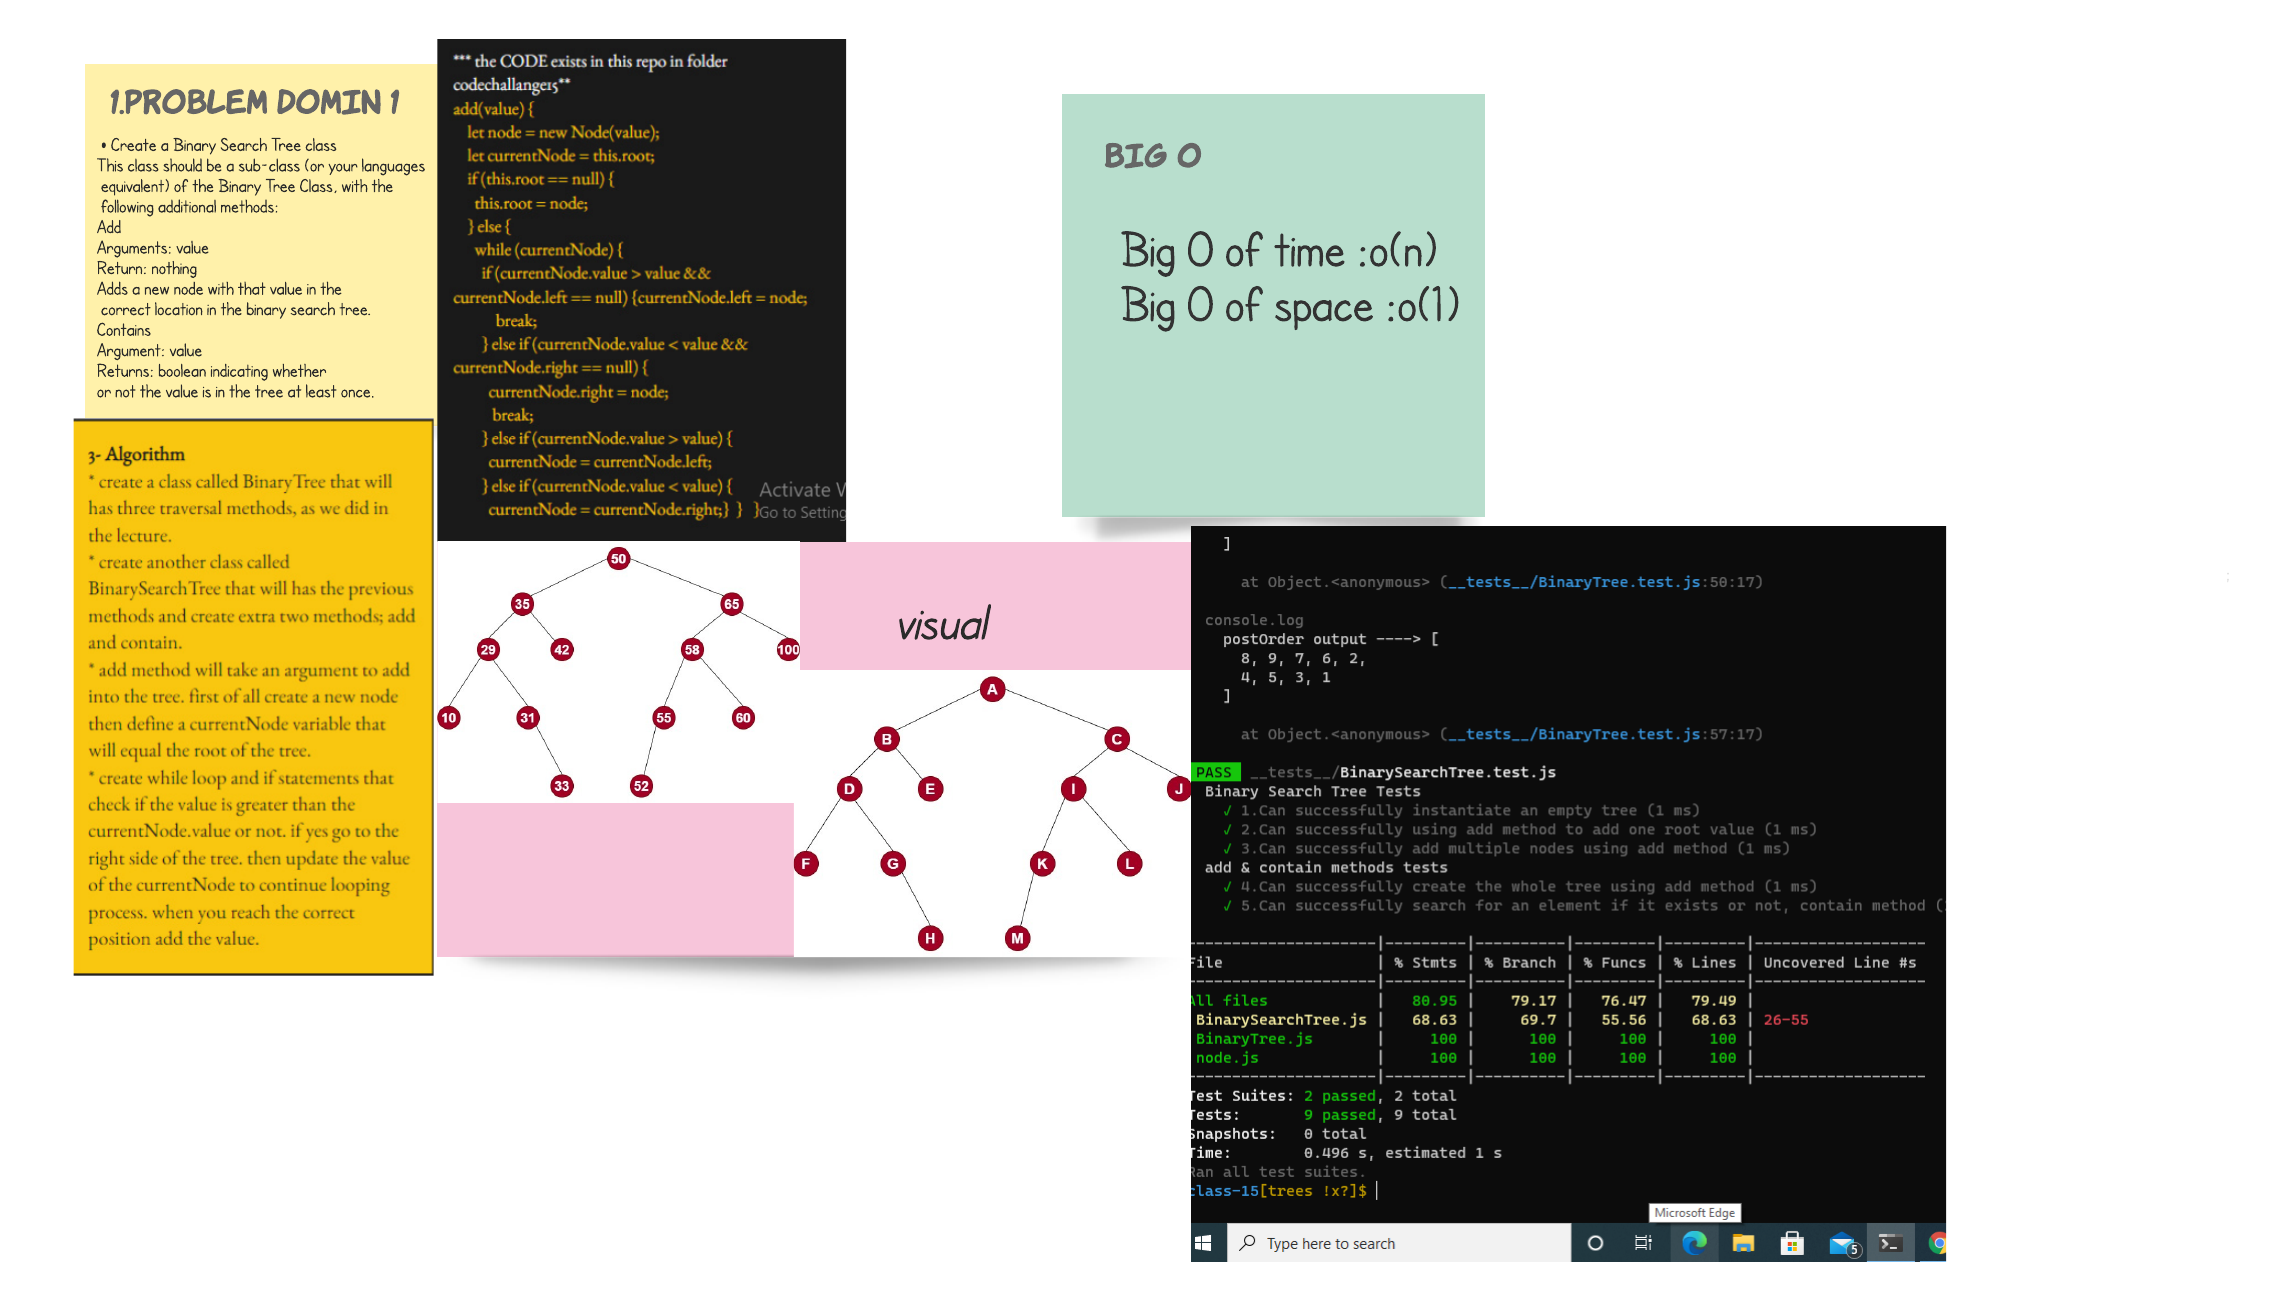 1.PROBLEM DOMIN 1
• Create a Binary Search Tree class
This class should be a sub-class (or your languages
equivalent) of the Binary Tree Class, with the
following additional methods:
Add
Arguments: value
Return: nothing
Adds a new node with that value in the
correct location in the binary search tree.
Contains
Argument: value
Returns: boolean indicating whether
or not the value is in the tree at least once.
3- Algorithm
* create a class called BinaryTree that will
has three traversal methods, as we did in
the lecture.
* create another class called
BinarySearchTree that will has the previous
methods and create extra two methods; add
and contain.
* add method will take an argument to add
into the tree. first of all create a new node
then define a currentNode variable that
will equal the root of the tree.
* create while loop and if statements that
check if the value is greater than the
currentNode.value or not. if yes go to the
right side of the tree. then update the value
of the currentNode to continue looping
process. when you reach the correct
position add the value.
*** the CODE exists in this repo in folder
codechallange15**
add(value) {
let node = new Node(value);
let currentNode = this.root;
if (this.root == null) {
this.root = node;
} else {
while (currentNode) {
if (currentNode.value > value &&
currentNode.left == null) {currentNode.left = node;
break;
} else if (currentNode.value < value &&
currentNode.right == null) {
currentNode.right = node;
break;
} else if (currentNode.value > value) {
currentNode = currentNode.left;
} else if (currentNode.value < value) {
currentNode = currentNode.right;} } }
Activate W
Go to Setting
50
35 65
29 42 58 100
10 31 55 60
33 52
visual
A
B C
D E I J
F G K L
H M
BIG O
Big O of time :o(n)
Big O of space :o(1)
]
at Object.<anonymous> (__tests__/BinaryTree.test.js:50:17)
console.log
postOrder output ----> [
8, 9, 7, 6, 2,
4, 5, 3, 1
]
at Object.<anonymous> (__tests__/BinaryTree.test.js:57:17)
PASS __tests__/BinarySearchTree.test.js
Binary Search Tree Tests
√ 1.Can successfully instantiate an empty tree (1 ms)
√ 2.Can successfully using add method to add one root value (1 ms)
√ 3.Can successfully add multiple nodes using add method (1 ms)
add & contain methods tests
√ 4.Can successfully create the whole tree using add method (1 ms)
√ 5.Can successfully search for an element if it exists or not, contain method (
File | % Stmts | % Branch | % Funcs | % Lines | Uncovered Line #s
All files | 80.95 | 79.17 | 76.47 | 79.49 |
BinarySearchTree.js | 68.63 | 69.7 | 55.56 | 68.63 | 26-55
BinaryTree.js | 100 | 100 | 100 | 100 |
node.js | 100 | 100 | 100 | 100 |
Test Suites: 2 passed, 2 total
Tests: 9 passed, 9 total
Snapshots: 0 total
Time: 0.496 s, estimated 1 s
Ran all test suites.
class-15[trees !x?]$
Microsoft Edge
Type here to search
5